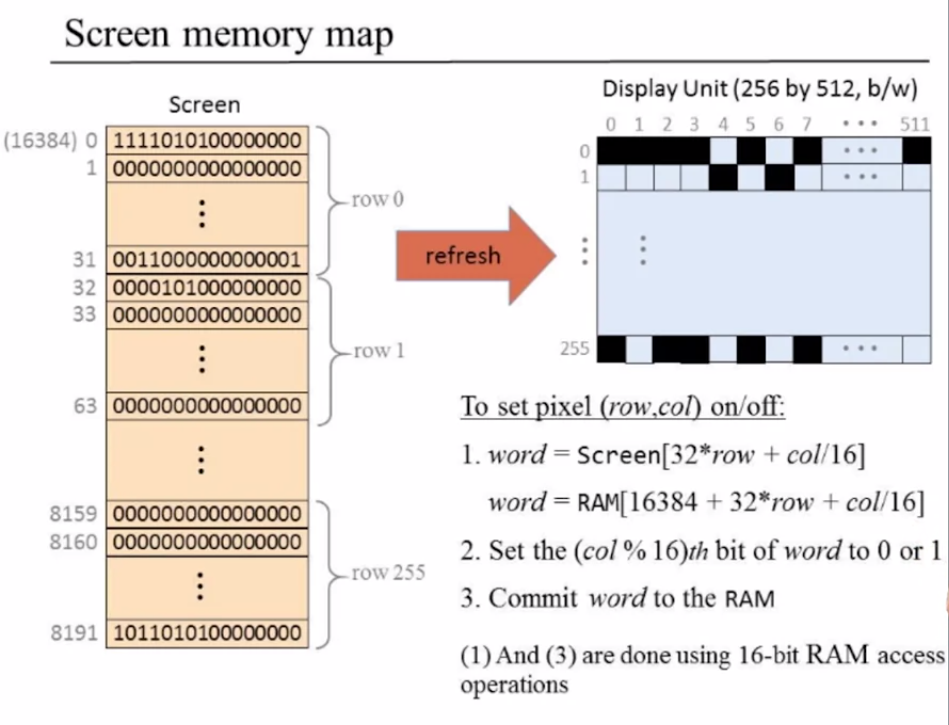 Screen memory map
Screen
(16384) 0 1111010100000000
1 0000000000000000
⋮
row 0
31 0011000000000001
32 0000101000000000
33 0000000000000000
⋮
row 1
63 0000000000000000
⋮
8159 0000000000000000
8160 0000000000000000
⋮
row 255
8191 1011010100000000
refresh
Display Unit (256 by 512, b/w)
0 1 2 3 4 5 6 7 ··· 511
0 ···
1 ···
⋮ ⋮
255 ···
To set pixel (row,col) on/off:
1. word = Screen[32*row + col/16]
word = RAM[16384 + 32*row + col/16]
2. Set the (col % 16)th bit of word to 0 or 1
3. Commit word to the RAM
(1) And (3) are done using 16-bit RAM access
operations